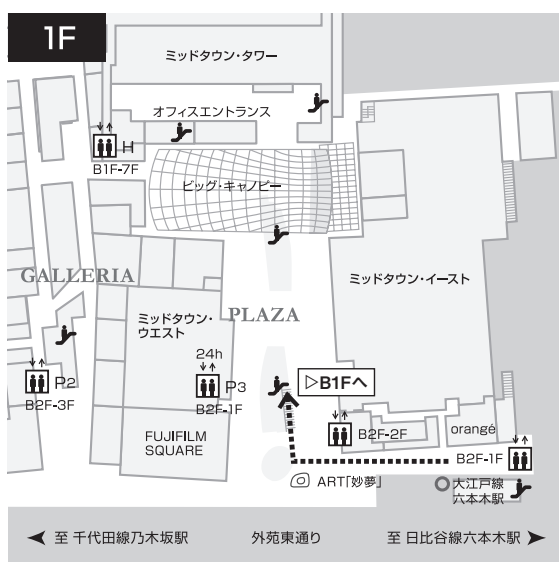 1F
ミッドタウン・タワー
オフィスエントランス
H
B1F-7F
ビッグ・キャノピー
GALLERIA
ミッドタウン・イースト
ミッドタウン・
ウエスト
PLAZA
24h
P2
B2F-3F
P3
B2F-1F
▷B1Fへ
FUJIFILM
SQUARE
B2F-2F
orangé
B2F-1F
ART「妙夢」
大江戸線
六本木駅
至 千代田線乃木坂駅
外苑東通り
至 日比谷線六本木駅